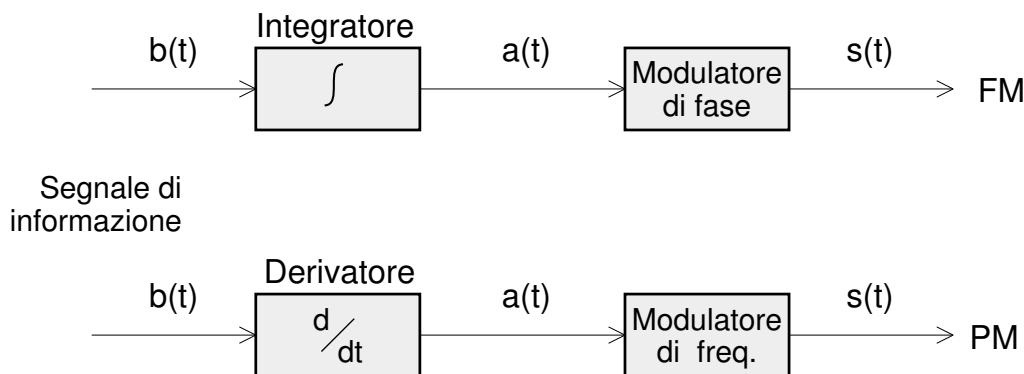 Integratore
b(t)
a(t)
s(t)
∫
Modulatore
di fase
FM
Segnale di
informazione
Derivatore
b(t)
a(t)
s(t)
d/dt
Modulatore
di freq.
PM